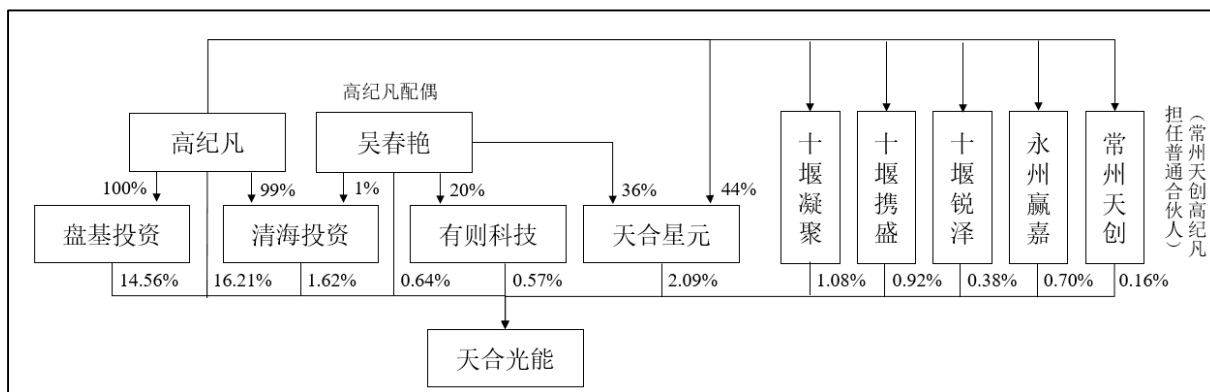 高纪凡配偶
高纪凡
吴春艳
100%
99%
1%
20%
36%
44%
盘基投资
清海投资
有则科技
天合星元
十堰凝聚
十堰携盛
十堰锐泽
永州赢嘉
常州天创
（常州天创高纪凡
担任普通合伙人）
14.56%
16.21%
1.62%
0.64%
0.57%
2.09%
1.08%
0.92%
0.38%
0.70%
0.16%
天合光能